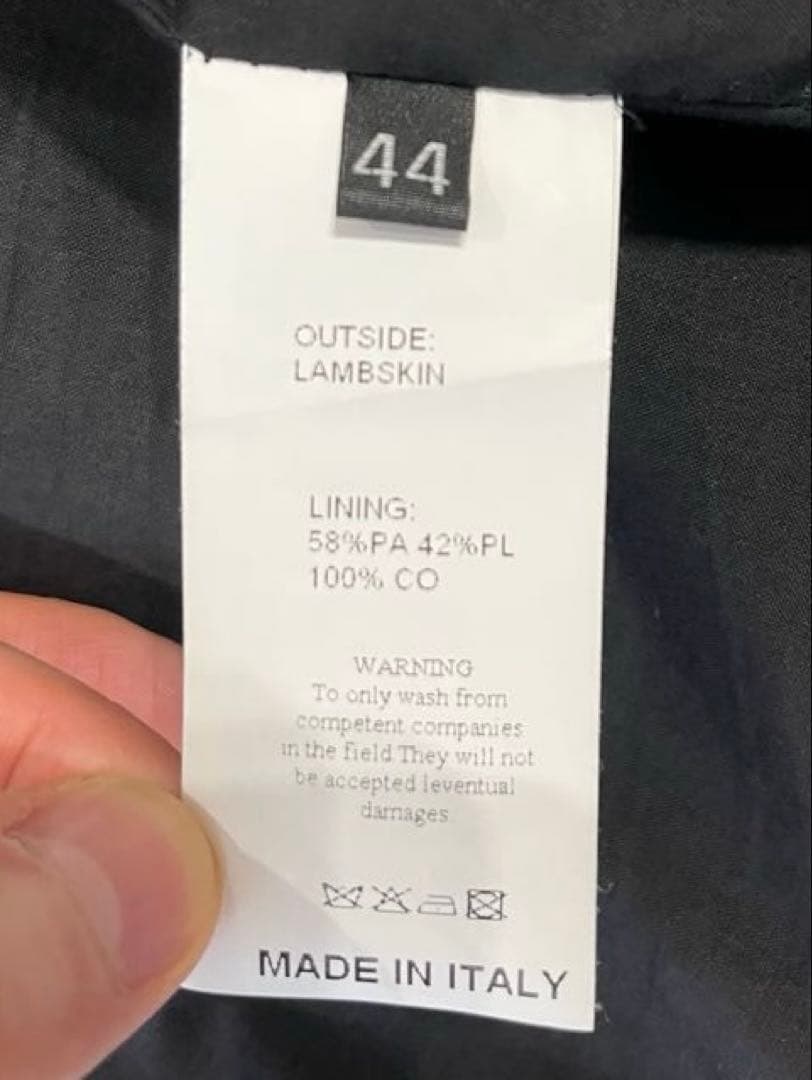 44
OUTSIDE:
LAMBSKIN
LINING:
58%PA 42%PL
100% CO
WARNING
To only wash from
competent companies
in the field They will not
be accepted leventual
damages
MADE IN ITALY